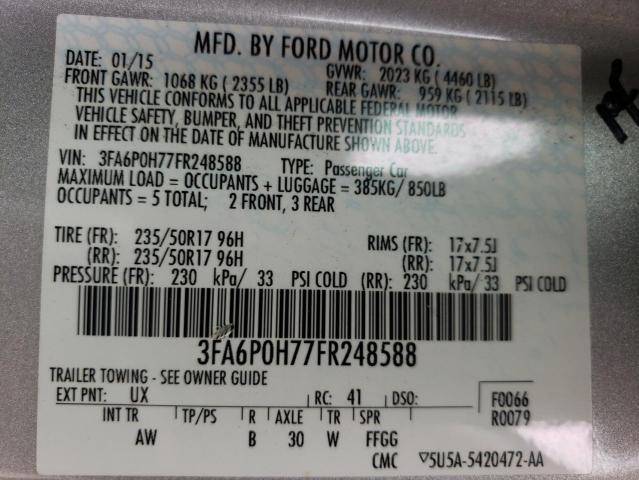 MFD. BY FORD MOTOR CO.
DATE: 01/15 GVWR: 2023 KG ( 4460 LB)
FRONT GAWR: 1068 KG ( 2355 LB) REAR GAWR: 959 KG ( 2115 LB)
THIS VEHICLE CONFORMS TO ALL APPLICABLE FEDERAL MOTOR
VEHICLE SAFETY, BUMPER, AND THEFT PREVENTION STANDARDS
IN EFFECT ON THE DATE OF MANUFACTURE SHOWN ABOVE.
VIN: 3FA6P0H77FR248588 TYPE: Passenger Car
MAXIMUM LOAD = OCCUPANTS + LUGGAGE = 385KG/ 850LB
OCCUPANTS = 5 TOTAL; 2 FRONT, 3 REAR
TIRE (FR): 235/50R17 96H RIMS (FR): 17x7.5J
(RR): 235/50R17 96H (RR): 17x7.5J
PRESSURE (FR): 230 kPa/ 33 PSI COLD (RR): 230 kPa/ 33 PSI COLD
3FA6P0H77FR248588
TRAILER TOWING - SEE OWNER GUIDE
EXT PNT: UX RC: 41 DSO: F0066
R0079
INT TR TP/PS R AXLE TR SPR
AW B 30 W FFGG
CMC ▽5U5A-5420472-AA